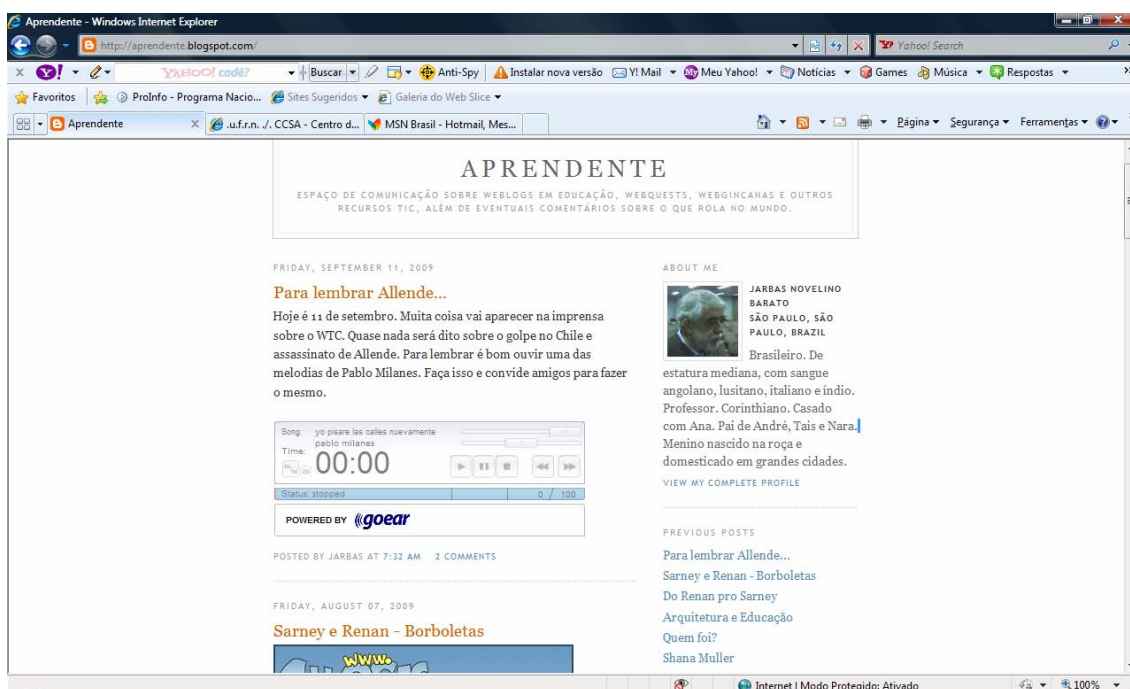 Aprendente - Windows Internet Explorer
http://aprendente.blogspot.com/
Yahoo! Search
Y! YAHOO! cadê? Buscar Anti-Spy Instalar nova versão Y! Mail Meu Yahoo! Notícias Games Música Respostas
Favoritos ProInfo - Programa Nacio... Sites Sugeridos Galeria do Web Slice
Aprendente .u.f.r.n. ./. CCSA - Centro d... MSN Brasil - Hotmail, Mes... Página Segurança Ferramentas
APRENDENTE
ESPAÇO DE COMUNICAÇÃO SOBRE WEBLOGS EM EDUCAÇÃO, WEBQUESTS, WEBGINCANAS E OUTROS
RECURSOS TIC, ALÉM DE EVENTUAIS COMENTÁRIOS SOBRE O QUE ROLA NO MUNDO.
FRIDAY, SEPTEMBER 11, 2009
Para lembrar Allende...
Hoje é 11 de setembro. Muita coisa vai aparecer na imprensa
sobre o WTC. Quase nada será dito sobre o golpe no Chile e
assassinato de Allende. Para lembrar é bom ouvir uma das
melodias de Pablo Milanes. Faça isso e convide amigos para fazer
o mesmo.
Song: yo pisare las calles nuevamente
pablo milanes
Time:
00:00
Status: stopped 0 / 100
POWERED BY goear
POSTED BY JARBAS AT 7:32 AM 2 COMMENTS
FRIDAY, AUGUST 07, 2009
Sarney e Renan - Borboletas
www.
ABOUT ME
JARBAS NOVELINO
BARATO
SÃO PAULO, SÃO
PAULO, BRAZIL
Brasileiro. De
estatura mediana, com sangue
angolano, lusitano, italiano e índio.
Professor. Corinthiano. Casado
com Ana. Pai de André, Tais e Nara.
Menino nascido na roça e
domesticado em grandes cidades.
VIEW MY COMPLETE PROFILE
PREVIOUS POSTS
Para lembrar Allende...
Sarney e Renan - Borboletas
Do Renan pro Sarney
Arquitetura e Educação
Quem foi?
Shana Muller
Internet | Modo Protegido: Ativado 100%